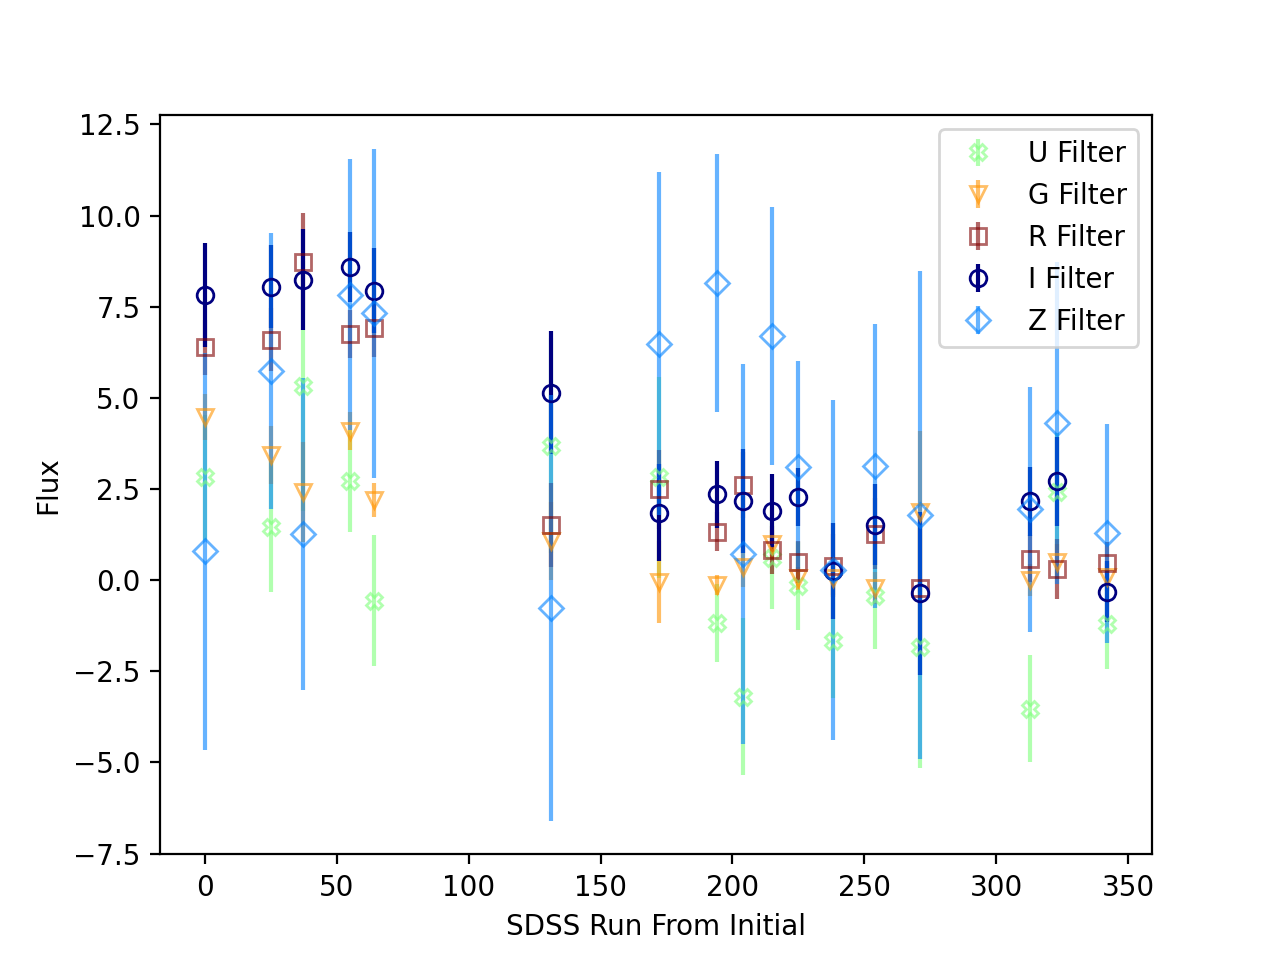 12.5
10.0
7.5
5.0
2.5
0.0
−2.5
−5.0
−7.5
Flux
0 50 100 150 200 250 300 350
SDSS Run From Initial
U Filter
G Filter
R Filter
I Filter
Z Filter